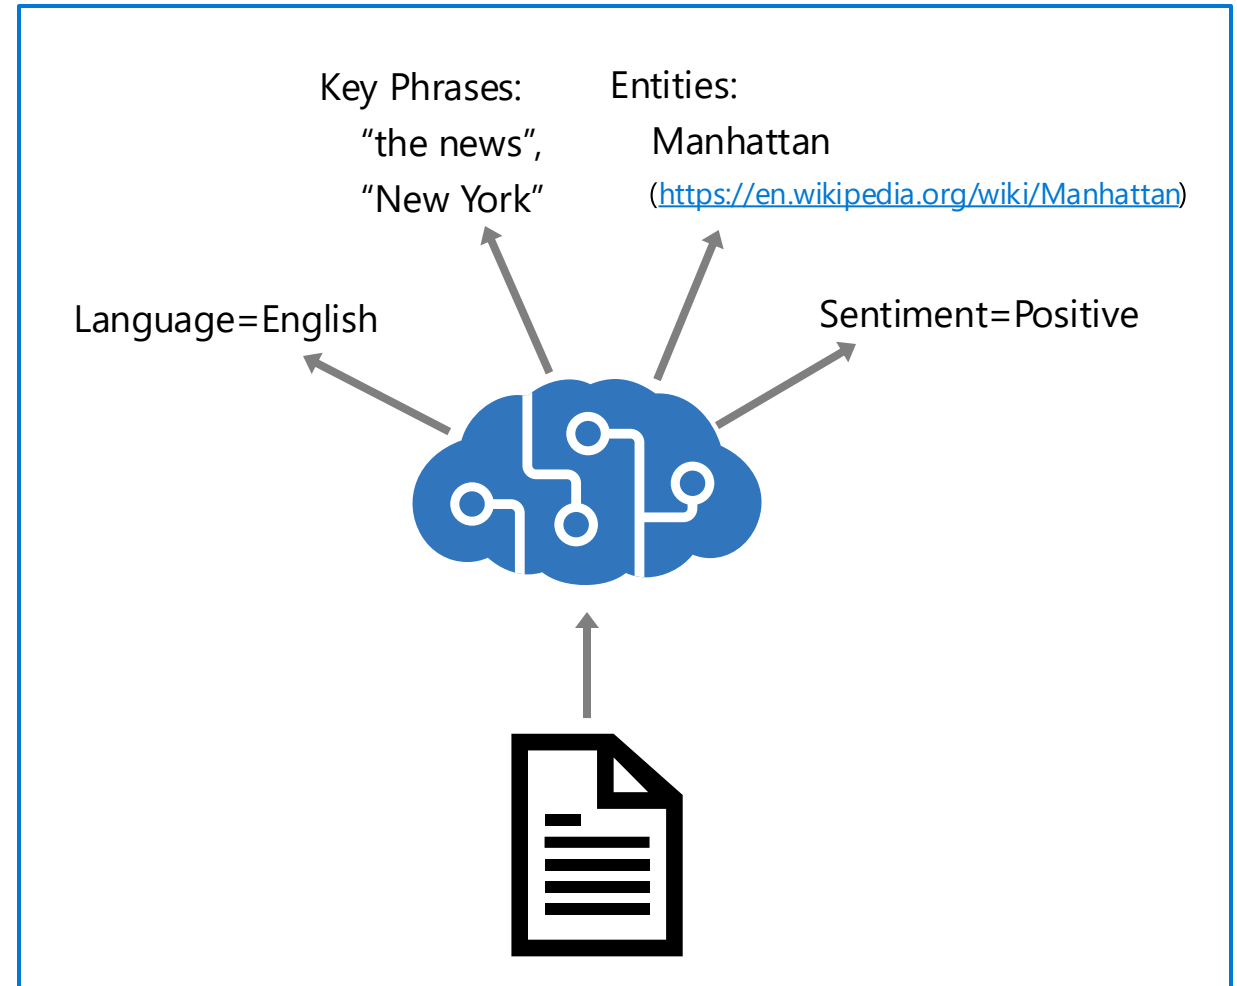 Key Phrases:
“the news”,
“New York”
Entities:
Manhattan
(https://en.wikipedia.org/wiki/Manhattan)
Language=English
Sentiment=Positive